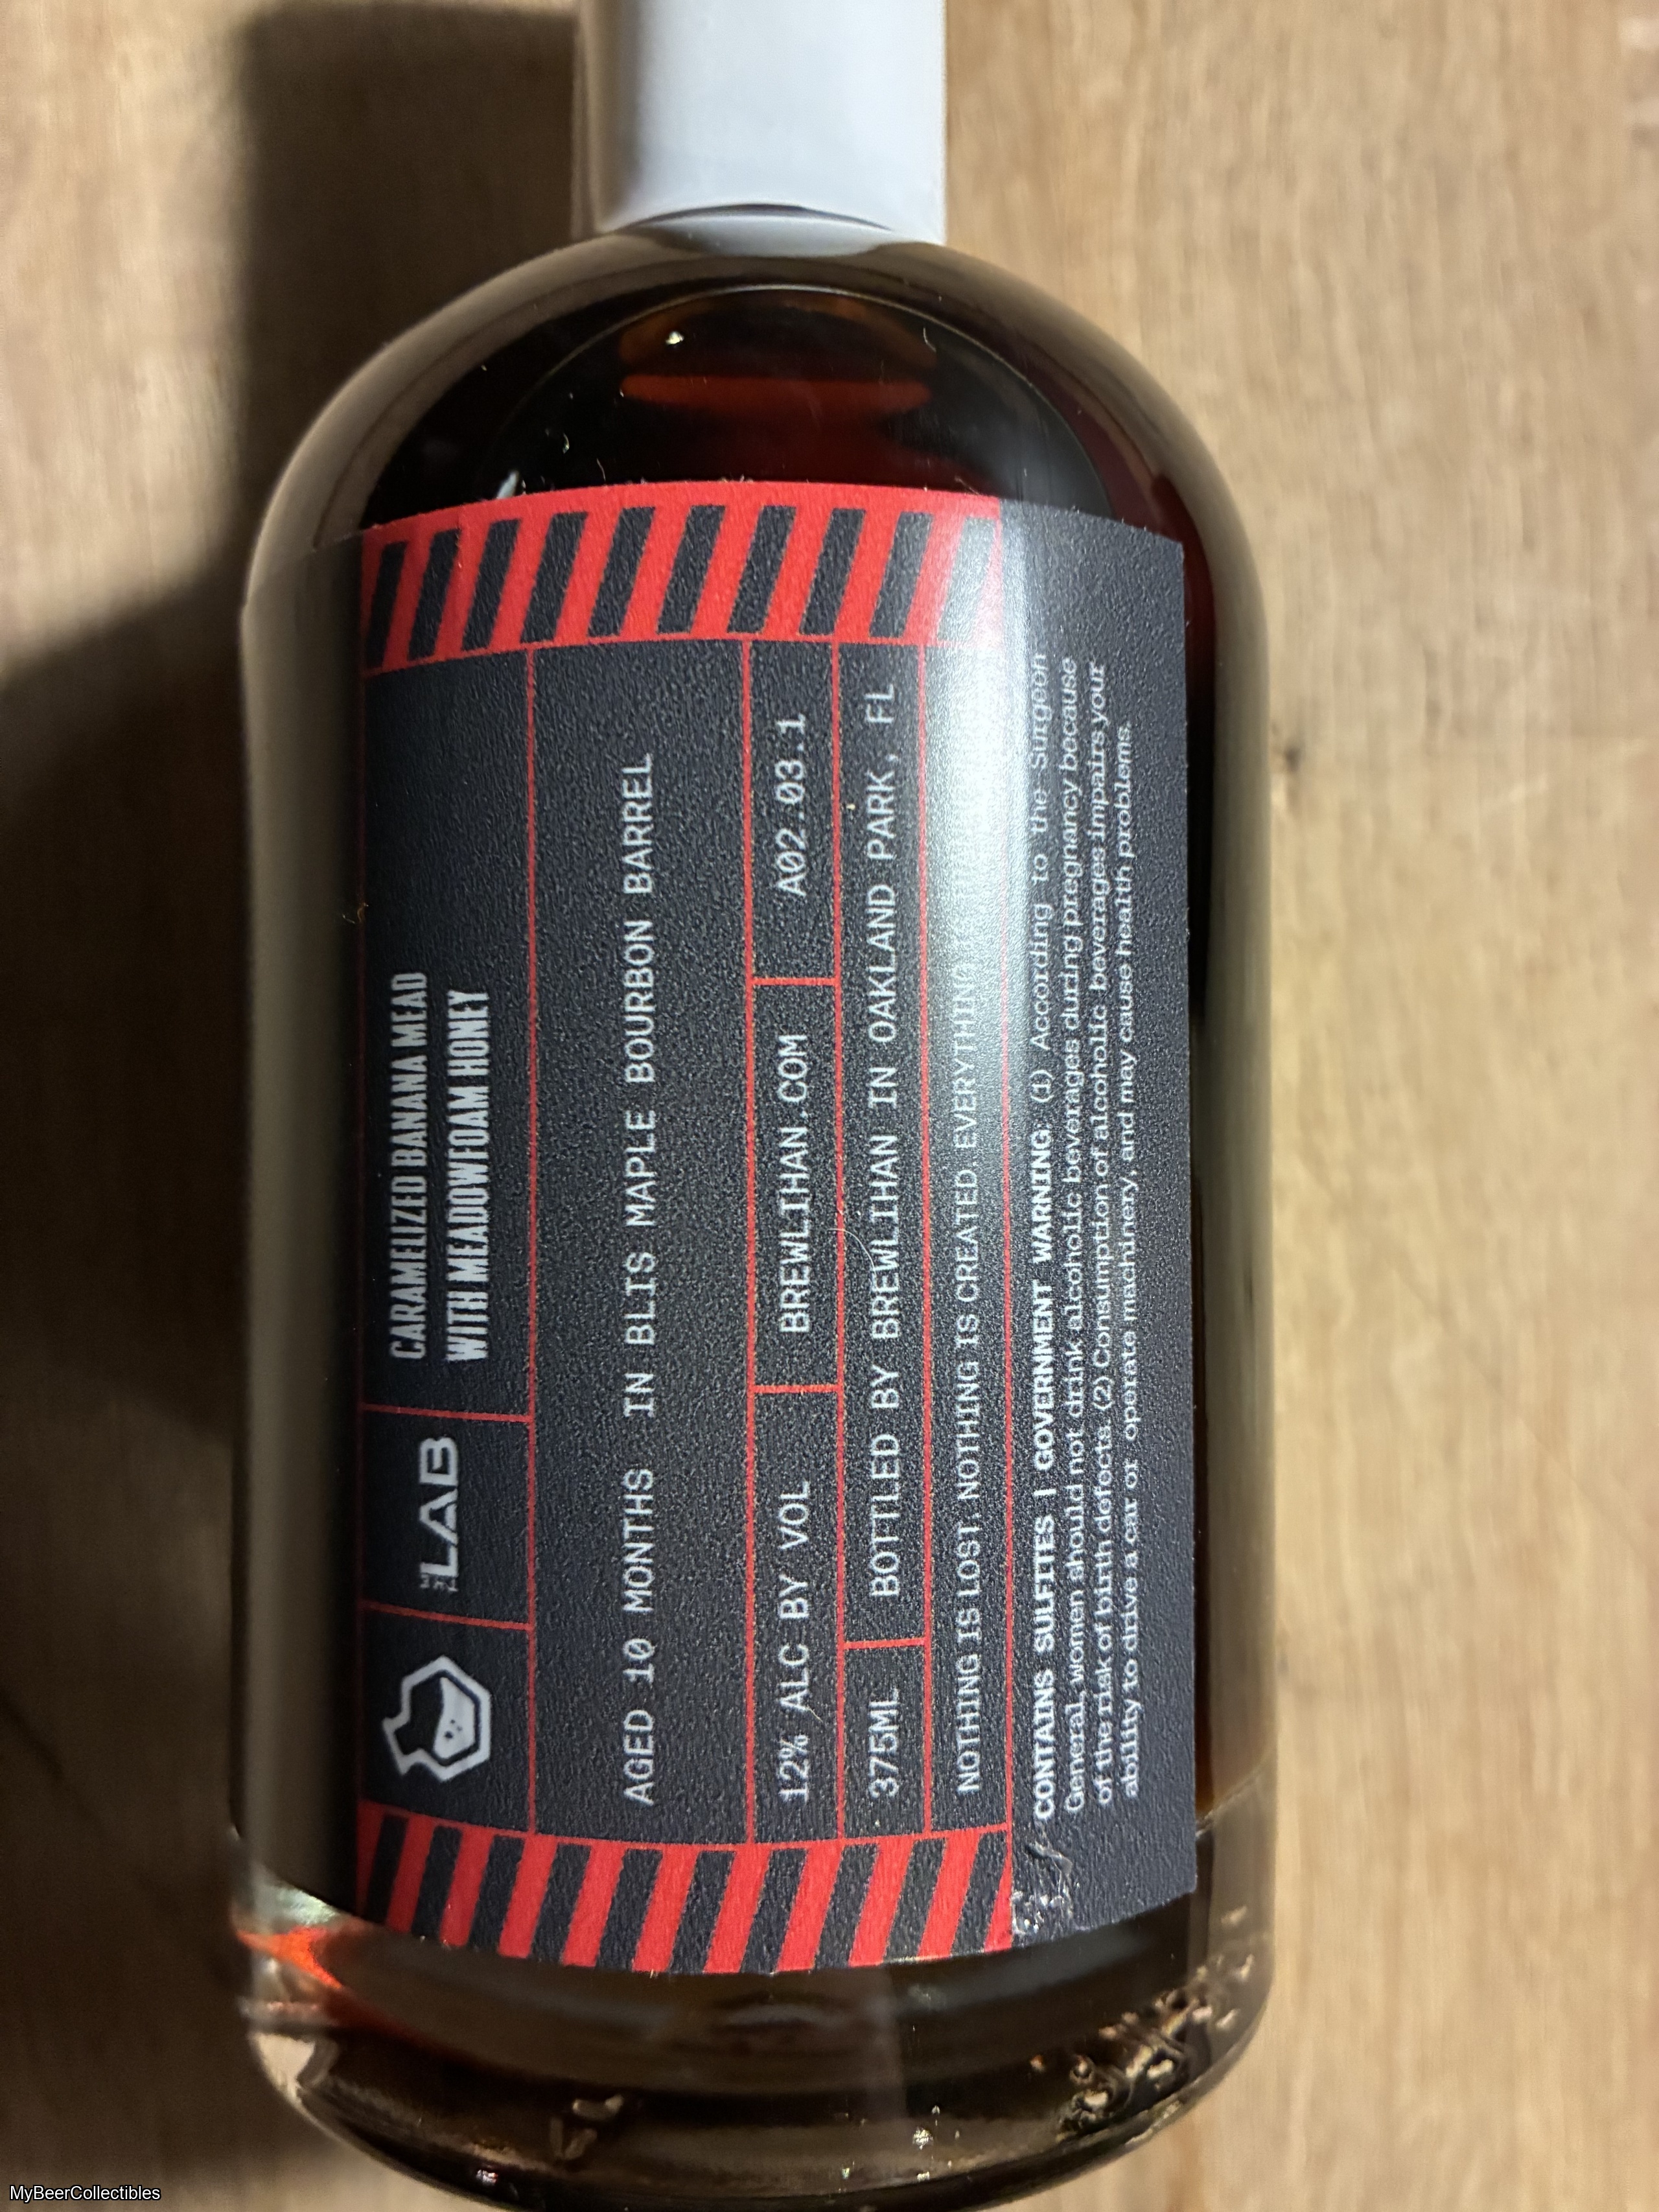 THE LAB
CARAMELIZED BANANA MEAD
WITH MEADOWFOAM HONEY
AGED 10 MONTHS IN BLIS MAPLE BOURBON BARREL
12% ALC BY VOL
BREWLIHAN.COM
A02.03.1
375ML
BOTTLED BY BREWLIHAN IN OAKLAND PARK, FL
NOTHING IS LOST. NOTHING IS CREATED. EVERYTHING
CONTAINS SULFITES | GOVERNMENT WARNING: (1) According to the Surgeon
General, women should not drink alcoholic beverages during pregnancy because
of the risk of birth defects. (2) Consumption of alcoholic beverages impairs your
ability to drive a car or operate machinery, and may cause health problems.
MyBeerCollectibles